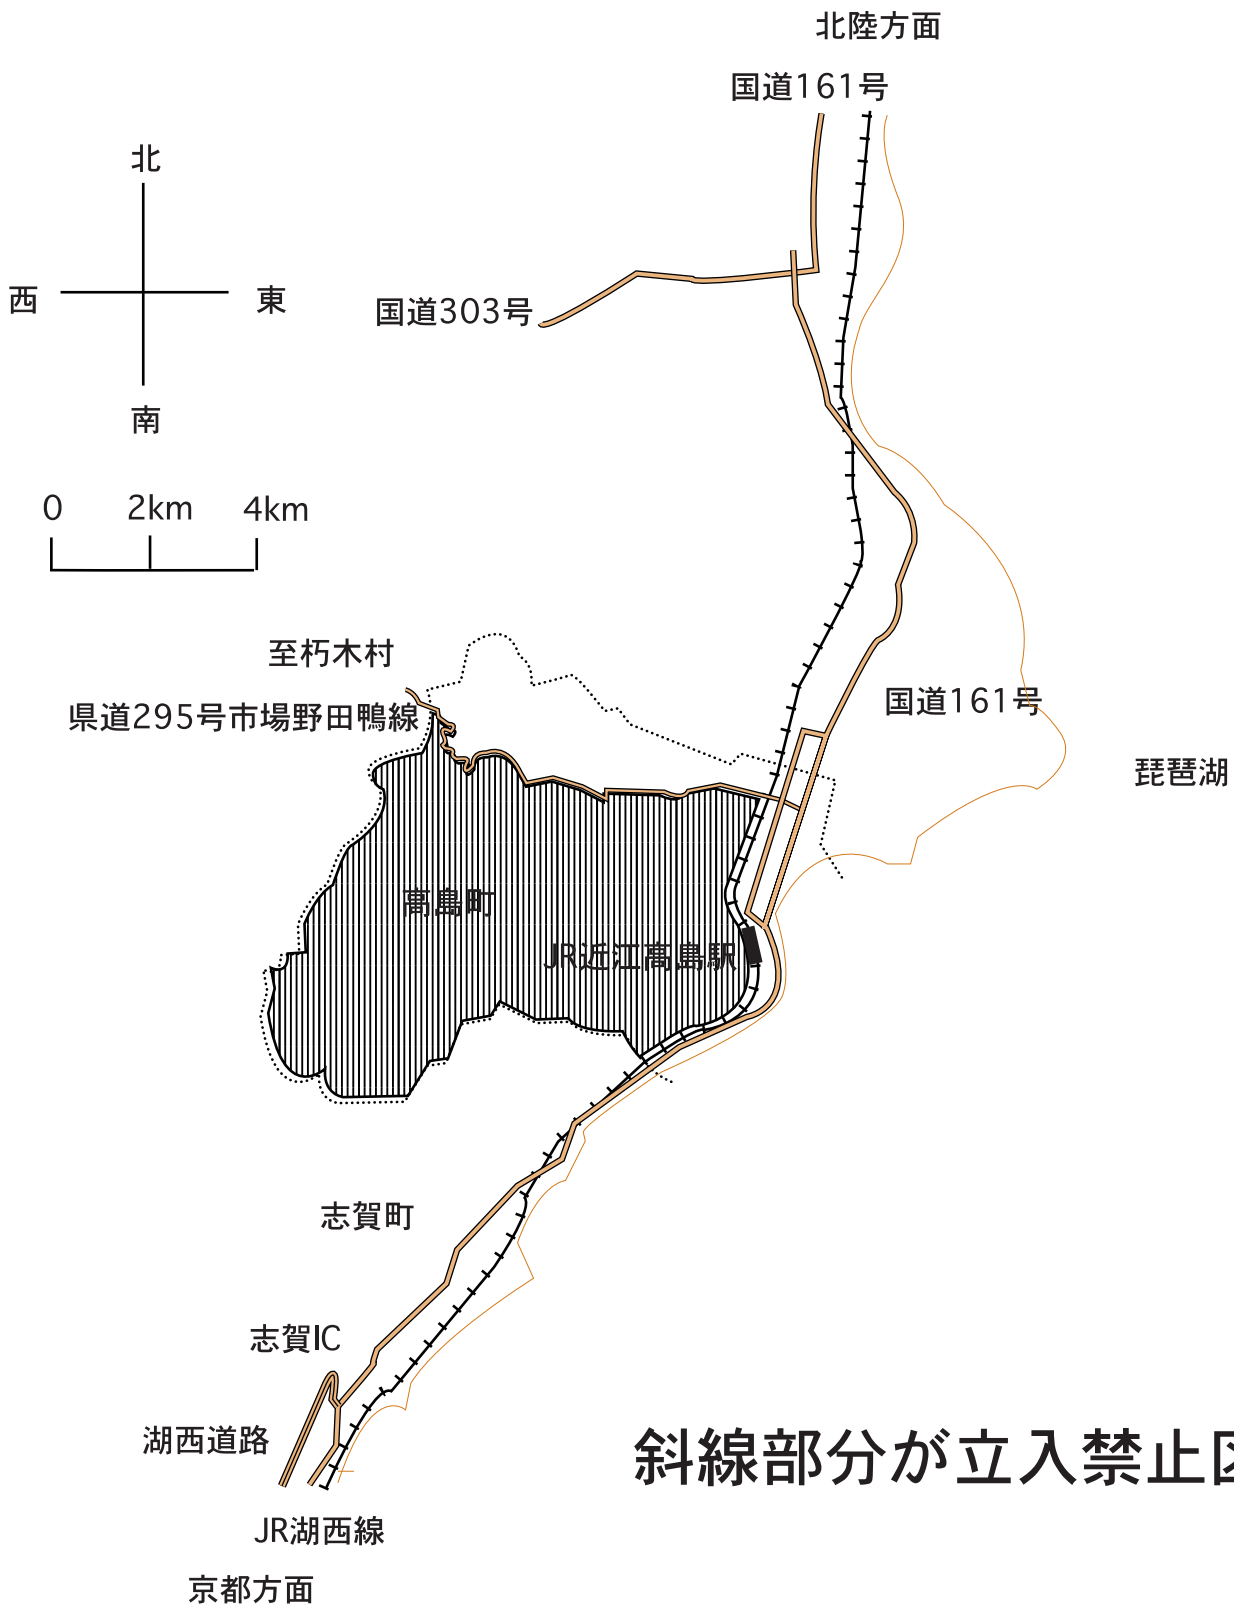 北陸方面
国道161号
北
西
東
国道303号
南
0 2km 4km
至朽木村
国道161号
県道295号市場野田鴨線
琵琶湖
高島町
JR近江高島駅
志賀町
志賀IC
湖西道路
斜線部分が立入禁止区
JR湖西線
京都方面